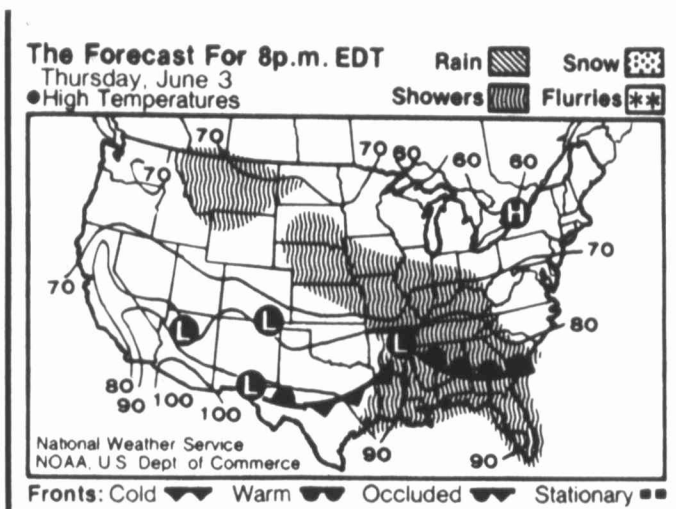 The Forecast For 8p.m. EDT
Thursday, June 3
●High Temperatures
Rain Snow
Showers Flurries
70 70 60 60 60
70
H
70
70
L L L
80
80
90 100 100 L
90
90
National Weather Service
NOAA, U S Dept of Commerce
Fronts: Cold Warm Occluded Stationary